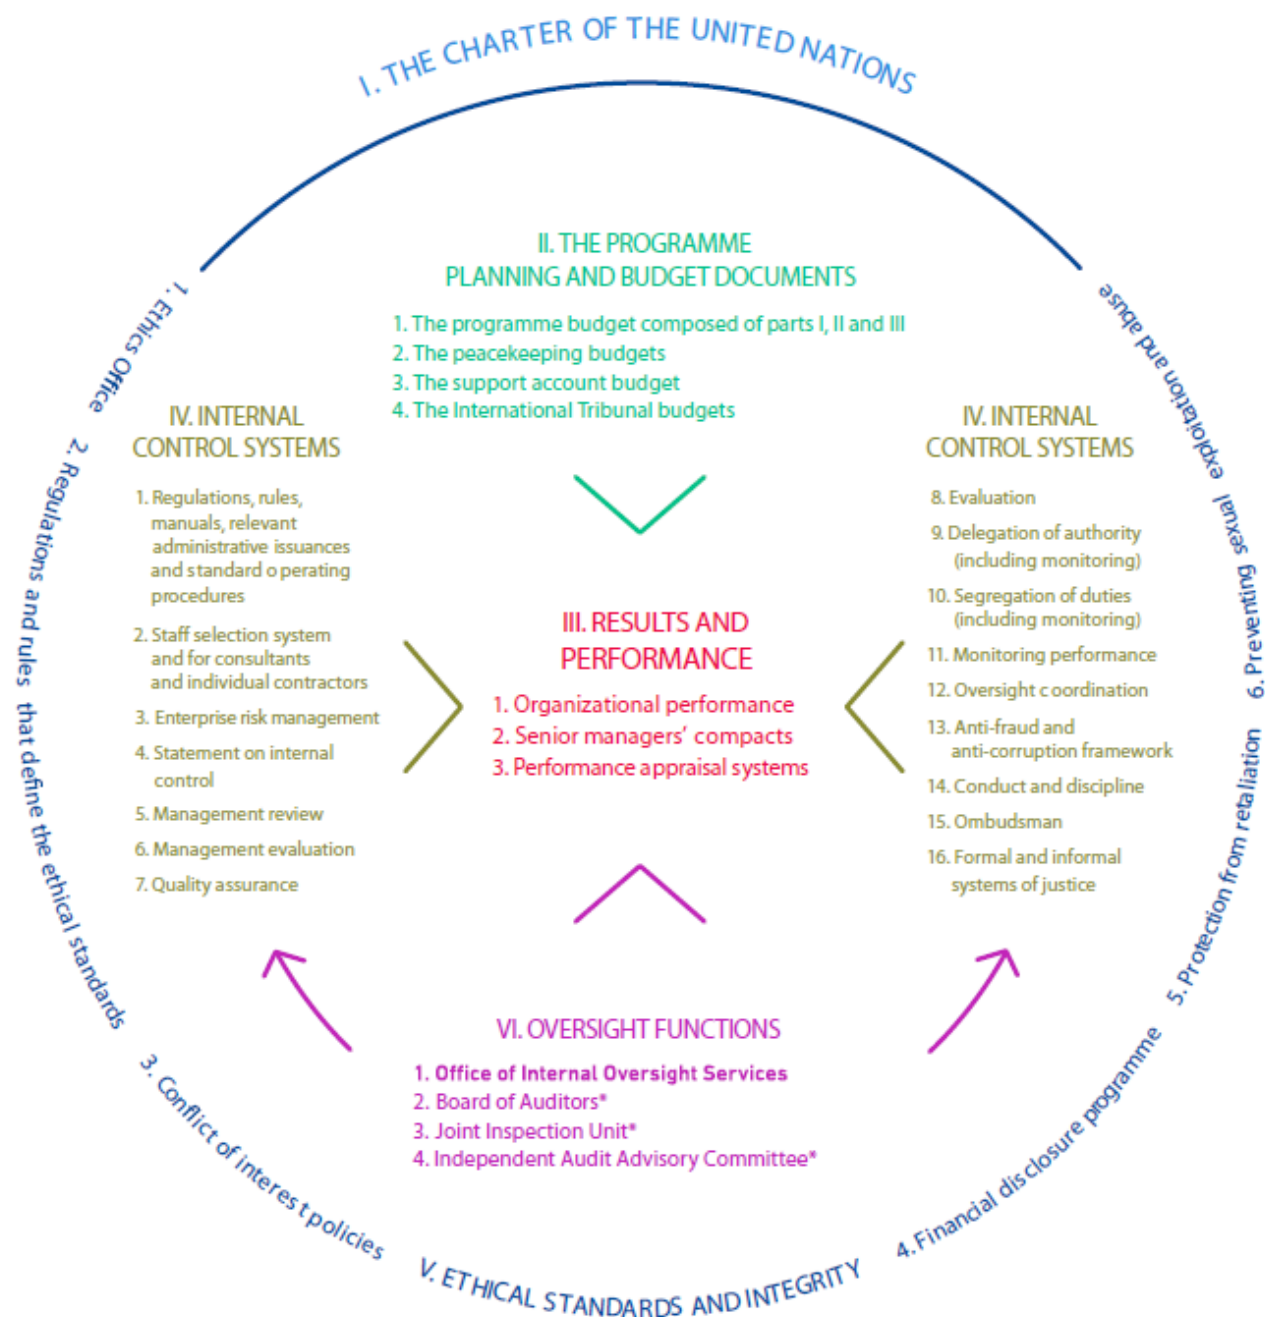 I. THE CHARTER OF THE UNITED NATIONS
II. THE PROGRAMME
PLANNING AND BUDGET DOCUMENTS
1. The programme budget composed of parts I, II and III
2. The peacekeeping budgets
3. The support account budget
4. The International Tribunal budgets
IV. INTERNAL
CONTROL SYSTEMS
1. Regulations, rules,
manuals, relevant
administrative issuances
and standard operating
procedures
2. Staff selection system
and for consultants
and individual contractors
3. Enterprise risk management
4. Statement on internal
control
5. Management review
6. Management evaluation
7. Quality assurance
III. RESULTS AND
PERFORMANCE
1. Organizational performance
2. Senior managers' compacts
3. Performance appraisal systems
IV. INTERNAL
CONTROL SYSTEMS
8. Evaluation
9. Delegation of authority
(including monitoring)
10. Segregation of duties
(including monitoring)
11. Monitoring performance
12. Oversight coordination
13. Anti-fraud and
anti-corruption framework
14. Conduct and discipline
15. Ombudsman
16. Formal and informal
systems of justice
VI. OVERSIGHT FUNCTIONS
1. Office of Internal Oversight Services
2. Board of Auditors*
3. Joint Inspection Unit*
4. Independent Audit Advisory Committee*
V. ETHICAL STANDARDS AND INTEGRITY
1. Ethics Office
2. Regulations and rules that define the ethical standards
3. Conflict of interest policies
4. Financial disclosure programme
5. Protection from retaliation
6. Preventing sexual exploitation and abuse